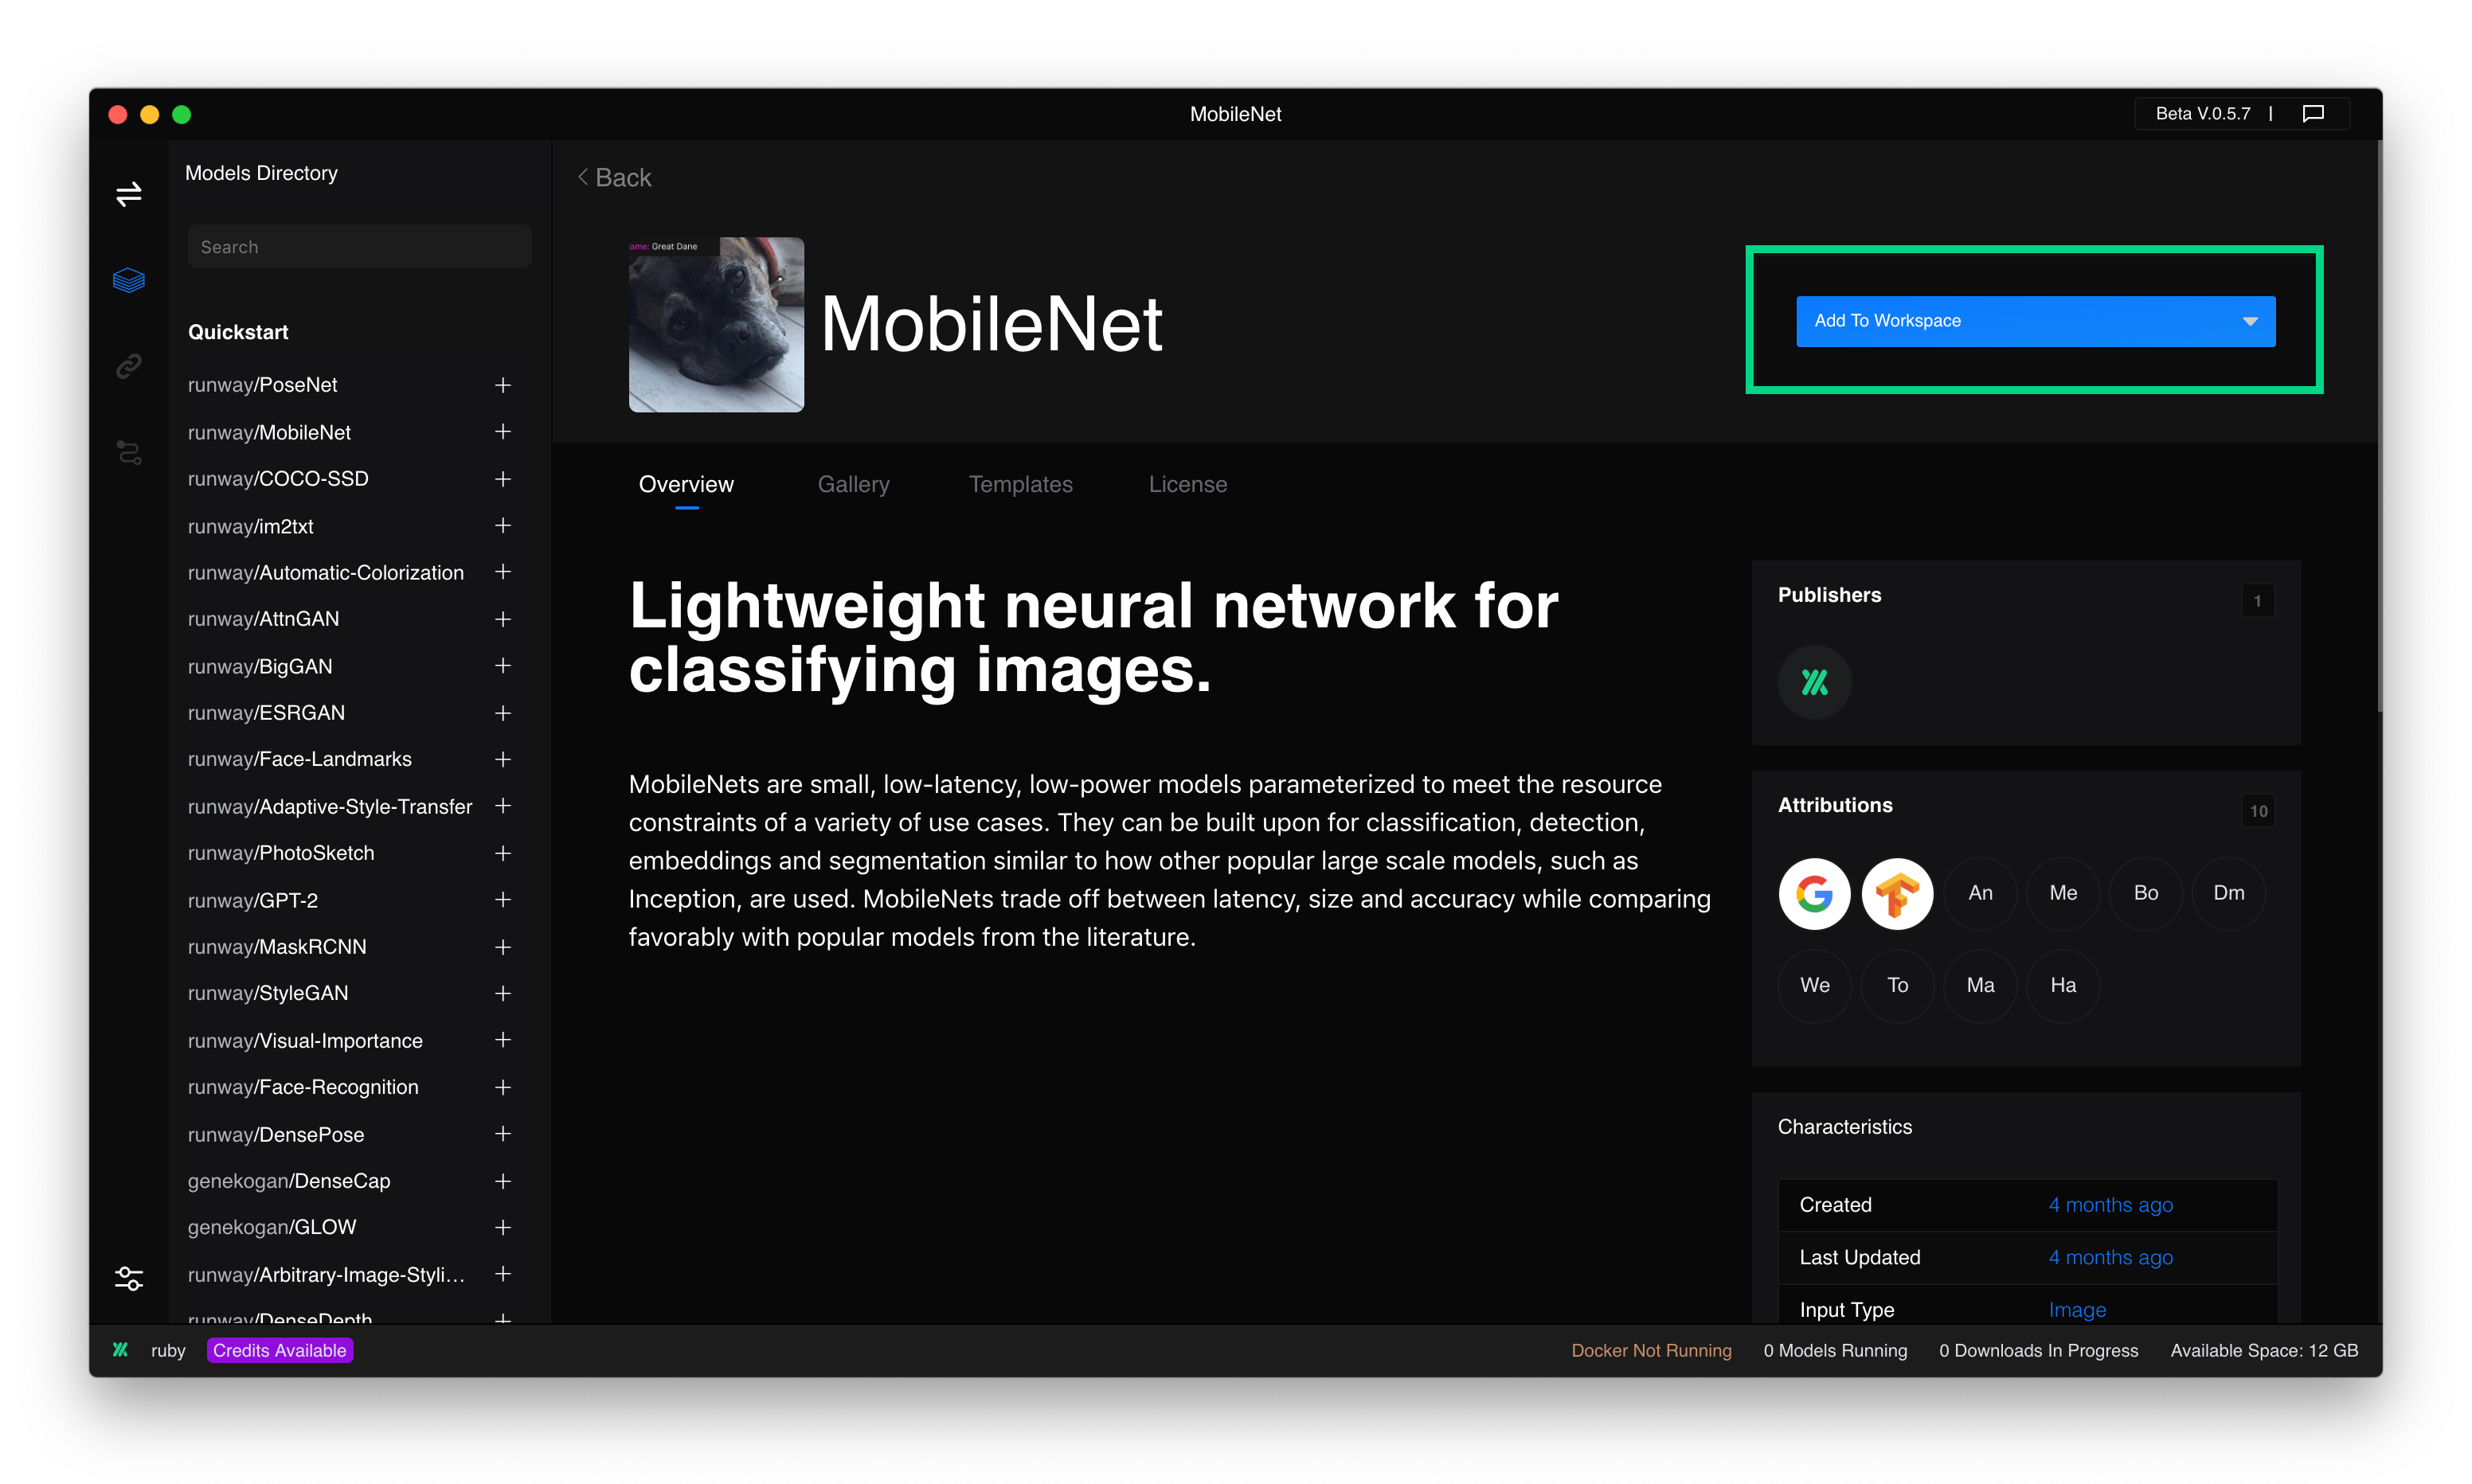 MobileNet
Beta V.0.5.7 |
Models Directory
Search
Quickstart
runway/PoseNet +
runway/MobileNet +
runway/COCO-SSD +
runway/im2txt +
runway/Automatic-Colorization +
runway/AttnGAN +
runway/BigGAN +
runway/ESRGAN +
runway/Face-Landmarks +
runway/Adaptive-Style-Transfer +
runway/PhotoSketch +
runway/GPT-2 +
runway/MaskRCNN +
runway/StyleGAN +
runway/Visual-Importance +
runway/Face-Recognition +
runway/DensePose +
genekogan/DenseCap +
genekogan/GLOW +
runway/Arbitrary-Image-Styli... +
runway/DenseDepth +
Back
ame: Great Dane
MobileNet
Add To Workspace
Overview Gallery Templates License
Lightweight neural network for
classifying images.
MobileNets are small, low-latency, low-power models parameterized to meet the resource
constraints of a variety of use cases. They can be built upon for classification, detection,
embeddings and segmentation similar to how other popular large scale models, such as
Inception, are used. MobileNets trade off between latency, size and accuracy while comparing
favorably with popular models from the literature.
Publishers 1
Attributions 10
An Me Bo Dm
We To Ma Ha
Characteristics
Created 4 months ago
Last Updated 4 months ago
Input Type Image
ruby Credits Available
Docker Not Running 0 Models Running 0 Downloads In Progress Available Space: 12 GB